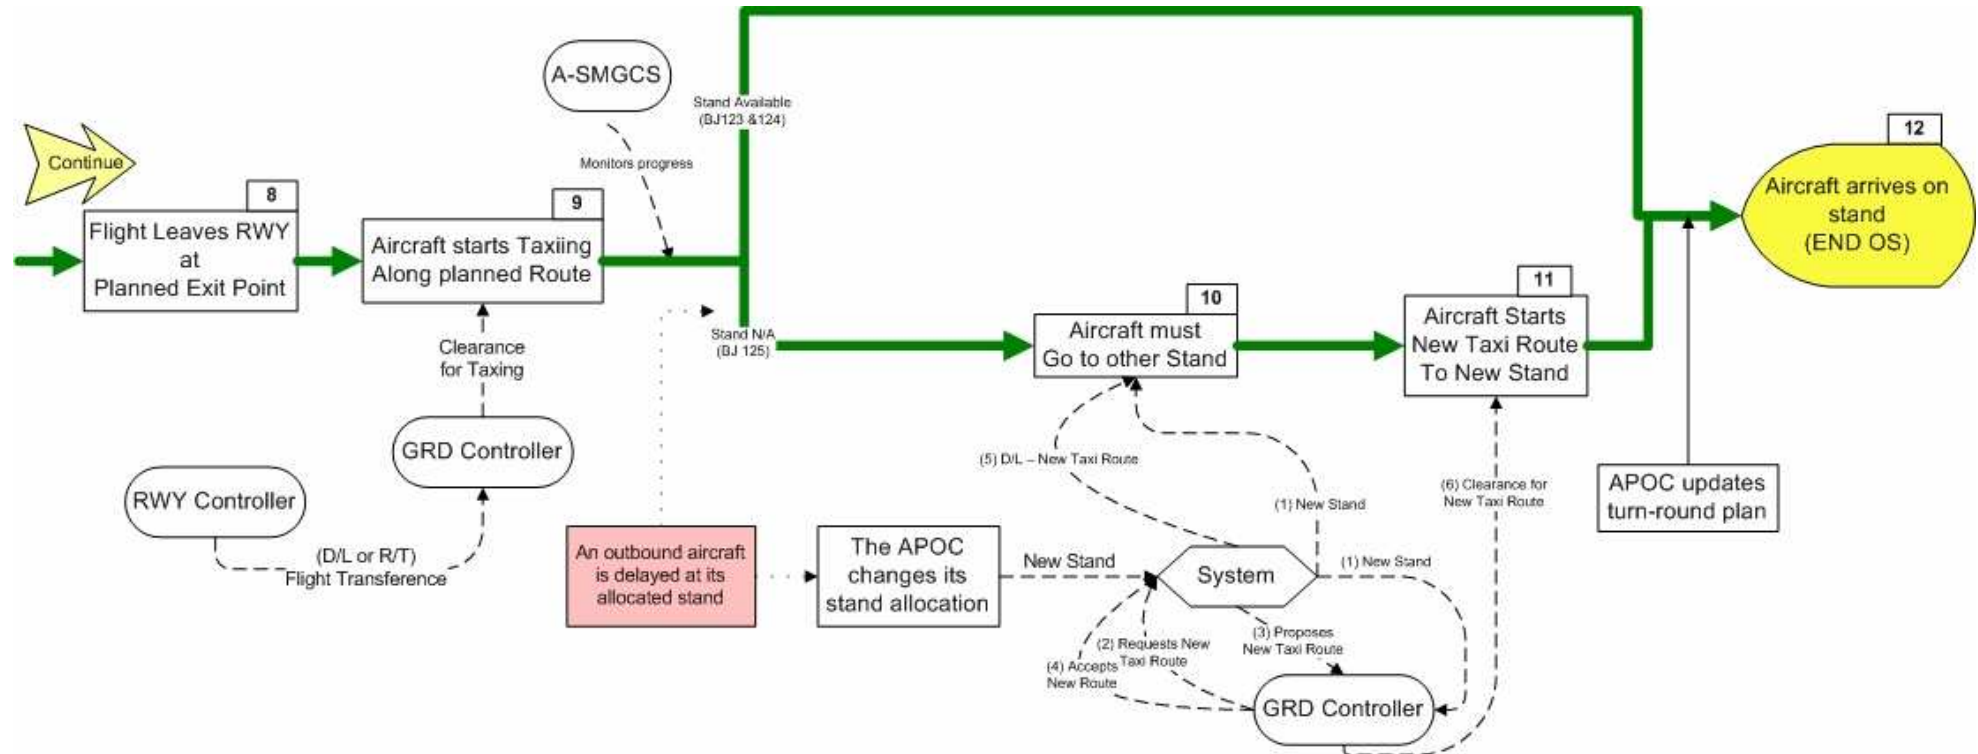 A-SMGCS
Stand Available
(BJ123 &124)
Monitors progress
Continue
8
Flight Leaves RWY
at
Planned Exit Point
9
Aircraft starts Taxiing
Along planned Route
12
Aircraft arrives on
stand
(END OS)
Stand N/A
(BJ 125)
10
Aircraft must
Go to other Stand
11
Aircraft Starts
New Taxi Route
To New Stand
Clearance
for Taxing
GRD Controller
RWY Controller
(D/L or R/T)
Flight Transference
(5) D/L – New Taxi Route
(1) New Stand
(6) Clearance for
New Taxi Route
APOC updates
turn-round plan
An outbound aircraft
is delayed at its
allocated stand
The APOC
changes its
stand allocation
New Stand
System
(1) New Stand
(2) Requests New
Taxi Route
(3) Proposes
New Taxi Route
(4) Accepts
New Route
GRD Controller